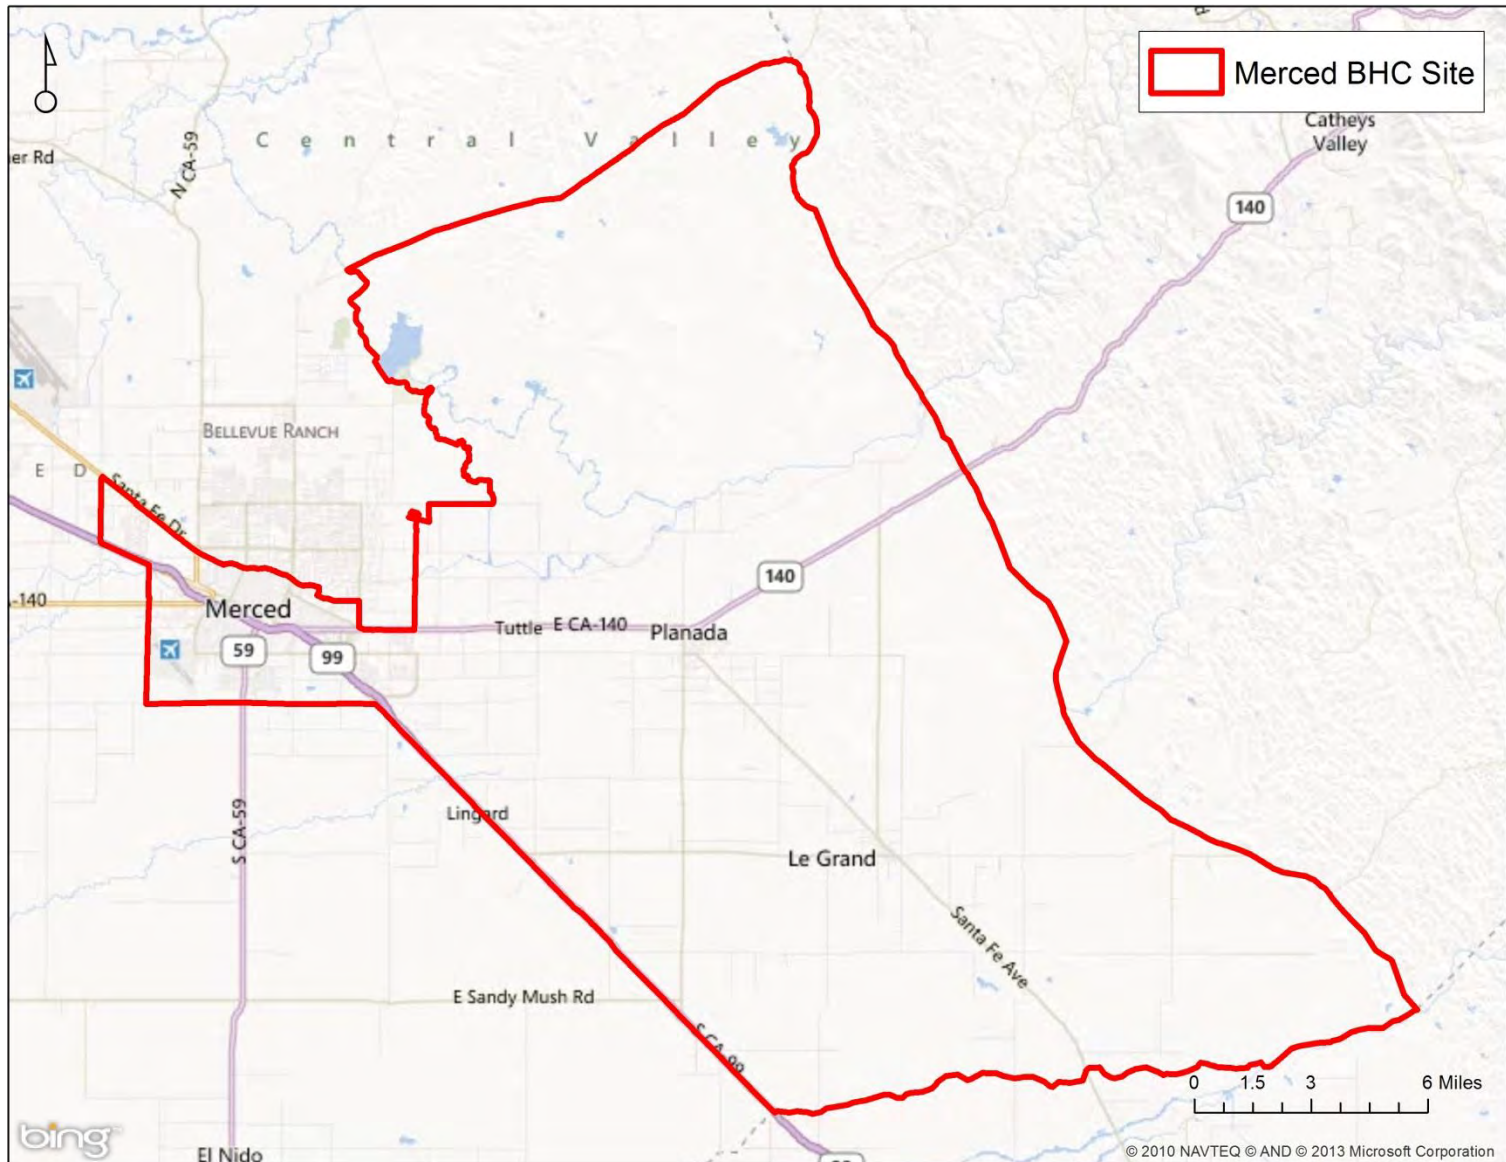 Merced BHC Site
Catheys
Valley
er Rd
N CA-59
Central Valley
140
BELLEVUE RANCH
E D
Santa Fe Dr
-140
Merced
59
99
Tuttle
E CA-140
Planada
140
S CA-59
Lingard
Le Grand
Santa Fe Ave
E Sandy Mush Rd
S CA-99
0 1.5 3 6 Miles
bing
El Nido
© 2010 NAVTEQ © AND © 2013 Microsoft Corporation